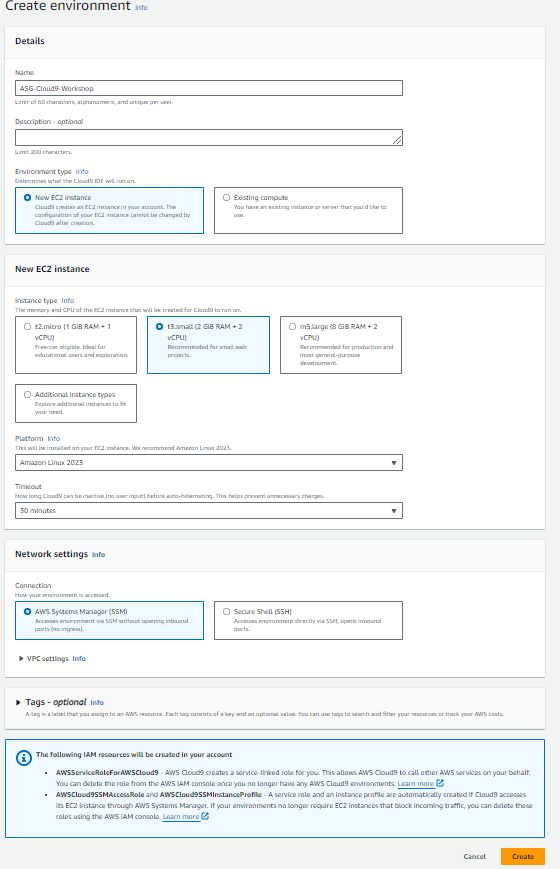 Create environment Info
Details
Name
ASG-Cloud9-Workshop
Limit of 60 characters, alphanumeric, and unique per user.
Description - optional
Limit 200 characters.
Environment type Info
Determines what the Cloud9 IDE will run on.
New EC2 instance
Cloud9 creates an EC2 instance in your account. The
configuration of your EC2 instance cannot be changed by
Cloud9 after creation.
Existing compute
You have an existing instance or server that you'd like to
use.
New EC2 instance
Instance type Info
The memory and CPU of the EC2 instance that will be created for Cloud9 to run on.
t2.micro (1 GiB RAM + 1
vCPU)
Free-tier eligible. Ideal for
educational users and exploration.
t3.small (2 GiB RAM + 2
vCPU)
Recommended for small web
projects.
m5.large (8 GiB RAM + 2
vCPU)
Recommended for production and
most general-purpose
development.
Additional instance types
Explore additional instances to fit
your need.
Platform Info
This will be installed on your EC2 instance. We recommend Amazon Linux 2023.
Amazon Linux 2023
Timeout
How long Cloud9 can be inactive (no user input) before auto-hibernating. This helps prevent unnecessary charges.
30 minutes
Network settings Info
Connection
How your environment is accessed.
AWS Systems Manager (SSM)
Accesses environment via SSM without opening inbound
ports (no ingress).
Secure Shell (SSH)
Accesses environment directly via SSH, opens inbound
ports.
VPC settings Info
Tags - optional Info
A tag is a label that you assign to an AWS resource. Each tag consists of a key and an optional value. You can use tags to search and filter your resources or track your AWS costs.
The following IAM resources will be created in your account
AWSServiceRoleForAWSCloud9 - AWS Cloud9 creates a service-linked role for you. This allows AWS Cloud9 to call other AWS services on your behalf.
You can delete the role from the AWS IAM console once you no longer have any AWS Cloud9 environments. Learn more
AWSCloud9SSMAccessRole and AWSCloud9SSMInstanceProfile - A service role and an instance profile are automatically created if Cloud9 accesses
its EC2 instance through AWS Systems Manager. If your environments no longer require EC2 instances that block incoming traffic, you can delete these
roles using the AWS IAM console. Learn more
Cancel
Create